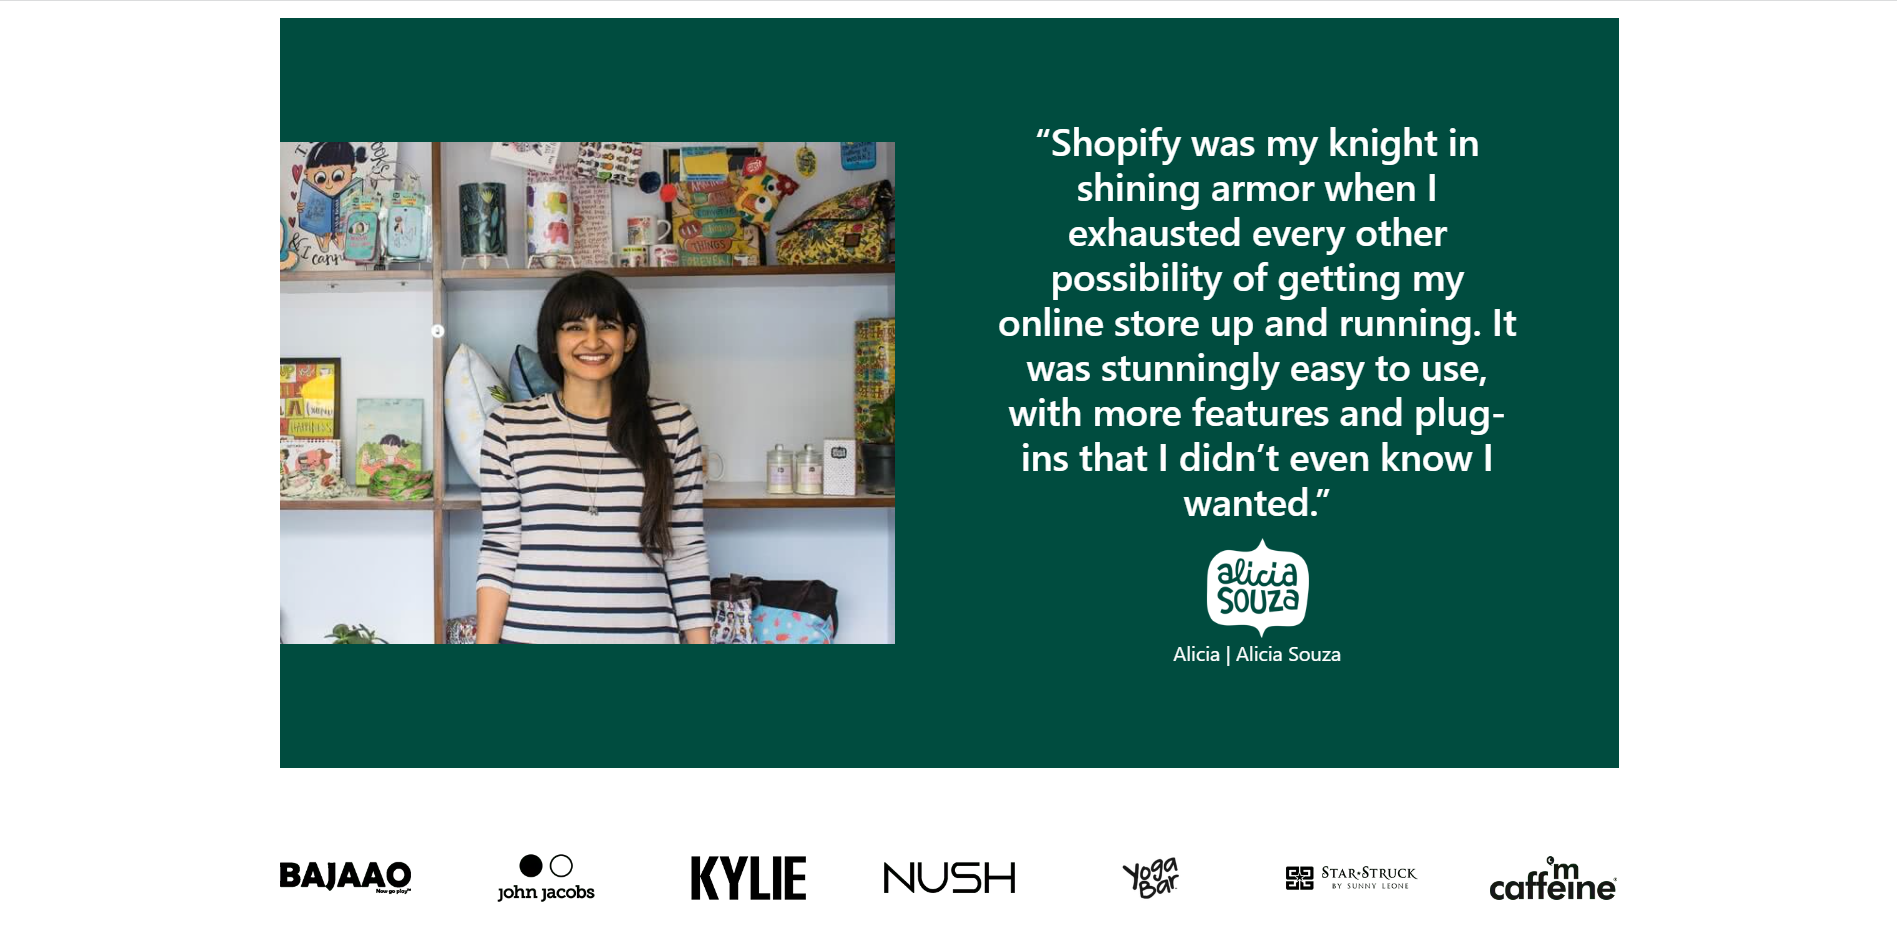 “Shopify was my knight in
shining armor when I
exhausted every other
possibility of getting my
online store up and running. It
was stunningly easy to use,
with more features and plug-
ins that I didn’t even know I
wanted.”
alicia
souza
Alicia | Alicia Souza
THINGS
FOREVER!
BAJAAO
Now go play™
john jacobs
KYLIE
NUSH
Yoga
Bar
STAR★STRUCK
BY SUNNY LEONE
m
caffeine